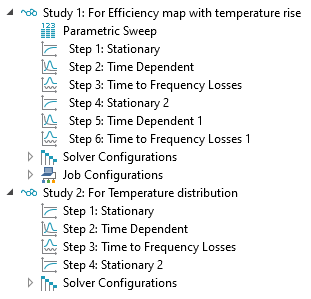 Study 1: For Efficiency map with temperature rise
123
Parametric Sweep
Step 1: Stationary
Step 2: Time Dependent
Step 3: Time to Frequency Losses
Step 4: Stationary 2
Step 5: Time Dependent 1
Step 6: Time to Frequency Losses 1
Solver Configurations
Job Configurations
Study 2: For Temperature distribution
Step 1: Stationary
Step 2: Time Dependent
Step 3: Time to Frequency Losses
Step 4: Stationary 2
Solver Configurations